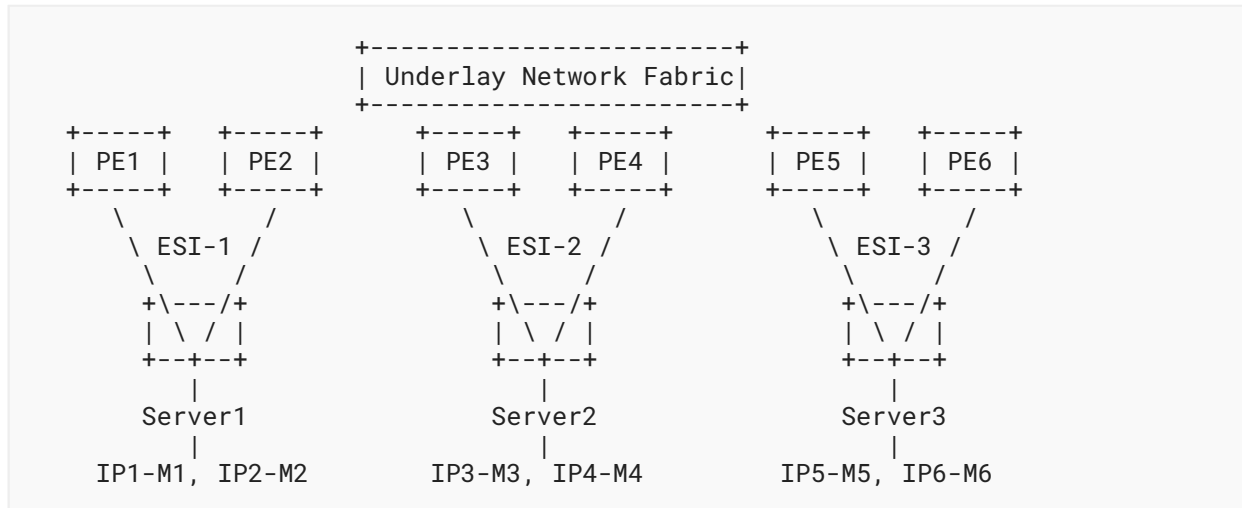 Underlay Network Fabric
PE1 PE2 PE3 PE4 PE5 PE6
ESI-1 ESI-2 ESI-3
Server1 Server2 Server3
IP1-M1, IP2-M2 IP3-M3, IP4-M4 IP5-M5, IP6-M6